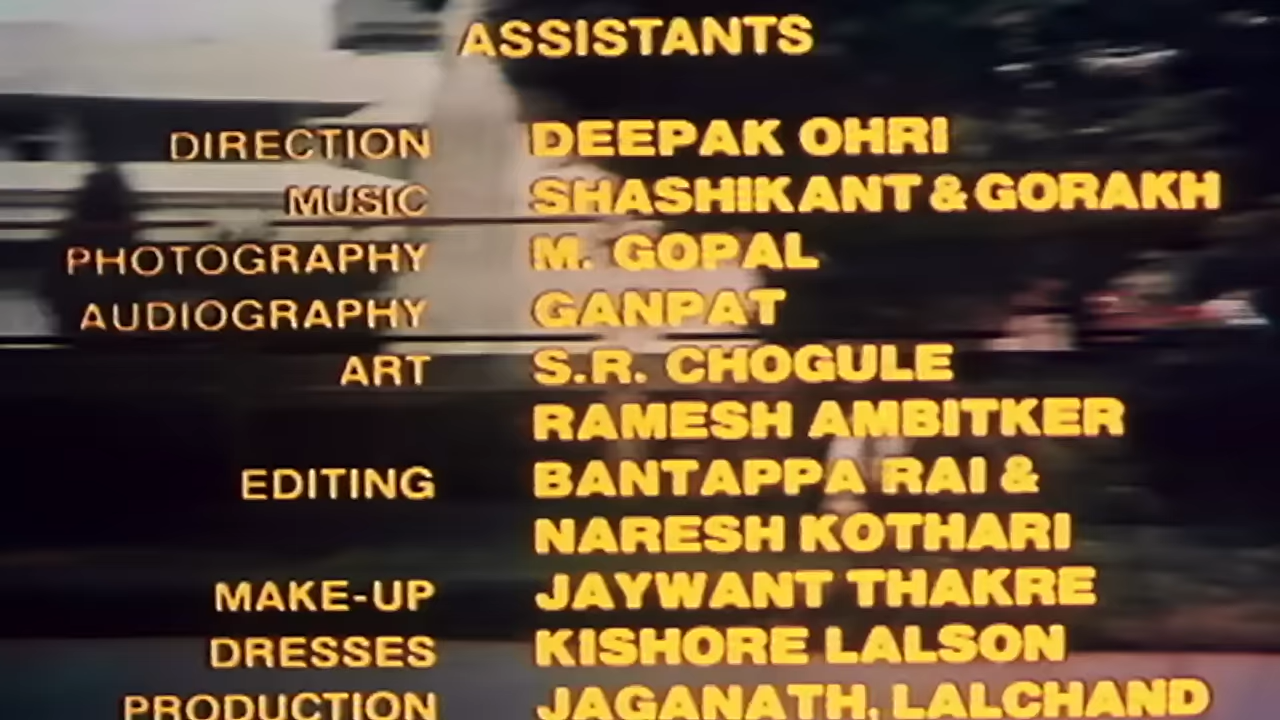 ASSISTANTS
DIRECTION DEEPAK OHRI
MUSIC SHASHIKANT & GORAKH
PHOTOGRAPHY M. GOPAL
AUDIOGRAPHY GANPAT
ART S.R. CHOGULE
RAMESH AMBITKER
EDITING BANTAPPA RAI &
NARESH KOTHARI
MAKE-UP JAYWANT THAKRE
DRESSES KISHORE LALSON
PRODUCTION JAGANATH, LALCHAND